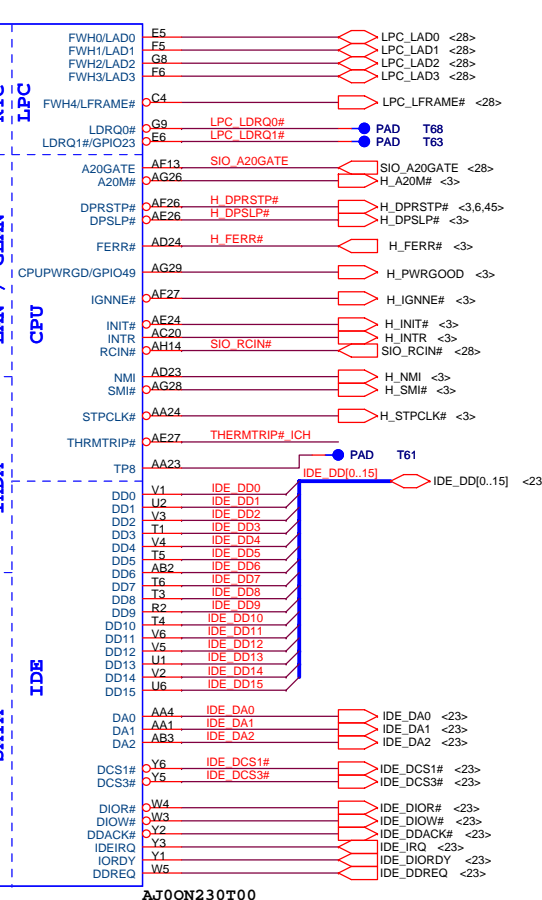 LPC
FWH0/LAD0 E5 LPC_LAD0 <28>
FWH1/LAD1 F5 LPC_LAD1 <28>
FWH2/LAD2 G8 LPC_LAD2 <28>
FWH3/LAD3 F6 LPC_LAD3 <28>
FWH4/LFRAME# C4 LPC_LFRAME# <28>
LDRQ0# G9 LPC_LDRQ0# PAD T68
LDRQ1#/GPIO23 E6 LPC_LDRQ1# PAD T63
CPU
A20GATE AF13 SIO_A20GATE SIO_A20GATE <28>
A20M# AG26 H_A20M# <3>
DPRSTP# AF26 H_DPRSTP# H_DPRSTP# <3,6,45>
DPSLP# AE26 H_DPSLP# H_DPSLP# <3>
FERR# AD24 H_FERR# H_FERR# <3>
CPUPWRGD/GPIO49 AG29 H_PWRGOOD <3>
IGNNE# AF27 H_IGNNE# <3>
INIT# AE24 H_INIT# <3>
INTR AC20 H_INTR <3>
RCIN# AH14 SIO_RCIN# SIO_RCIN# <28>
NMI AD23 H_NMI <3>
SMI# AG28 H_SMI# <3>
STPCLK# AA24 H_STPCLK# <3>
THRMTRIP# AE27 THERMTRIP#_ICH
TP8 AA23 PAD T61
IDE
IDE_DD[0..15] IDE_DD[0..15] <23
DD0 V1 IDE_DD0
DD1 U2 IDE_DD1
DD2 V3 IDE_DD2
DD3 T1 IDE_DD3
DD4 V4 IDE_DD4
DD5 T5 IDE_DD5
DD6 AB2 IDE_DD6
DD7 T6 IDE_DD7
DD8 T3 IDE_DD8
DD9 R2 IDE_DD9
DD10 T4 IDE_DD10
DD11 V6 IDE_DD11
DD12 V5 IDE_DD12
DD13 U1 IDE_DD13
DD14 V2 IDE_DD14
DD15 U6 IDE_DD15
DA0 AA4 IDE_DA0 IDE_DA0 <23>
DA1 AA1 IDE_DA1 IDE_DA1 <23>
DA2 AB3 IDE_DA2 IDE_DA2 <23>
DCS1# Y6 IDE_DCS1# IDE_DCS1# <23>
DCS3# Y5 IDE_DCS3# IDE_DCS3# <23>
DIOR# W4 IDE_DIOR# <23>
DIOW# W3 IDE_DIOW# <23>
DDACK# Y2 IDE_DDACK# <23>
IDEIRQ Y3 IDE_IRQ <23>
IORDY Y1 IDE_DIORDY <23>
DDREQ W5 IDE_DDREQ <23>
AJ0QN230T00